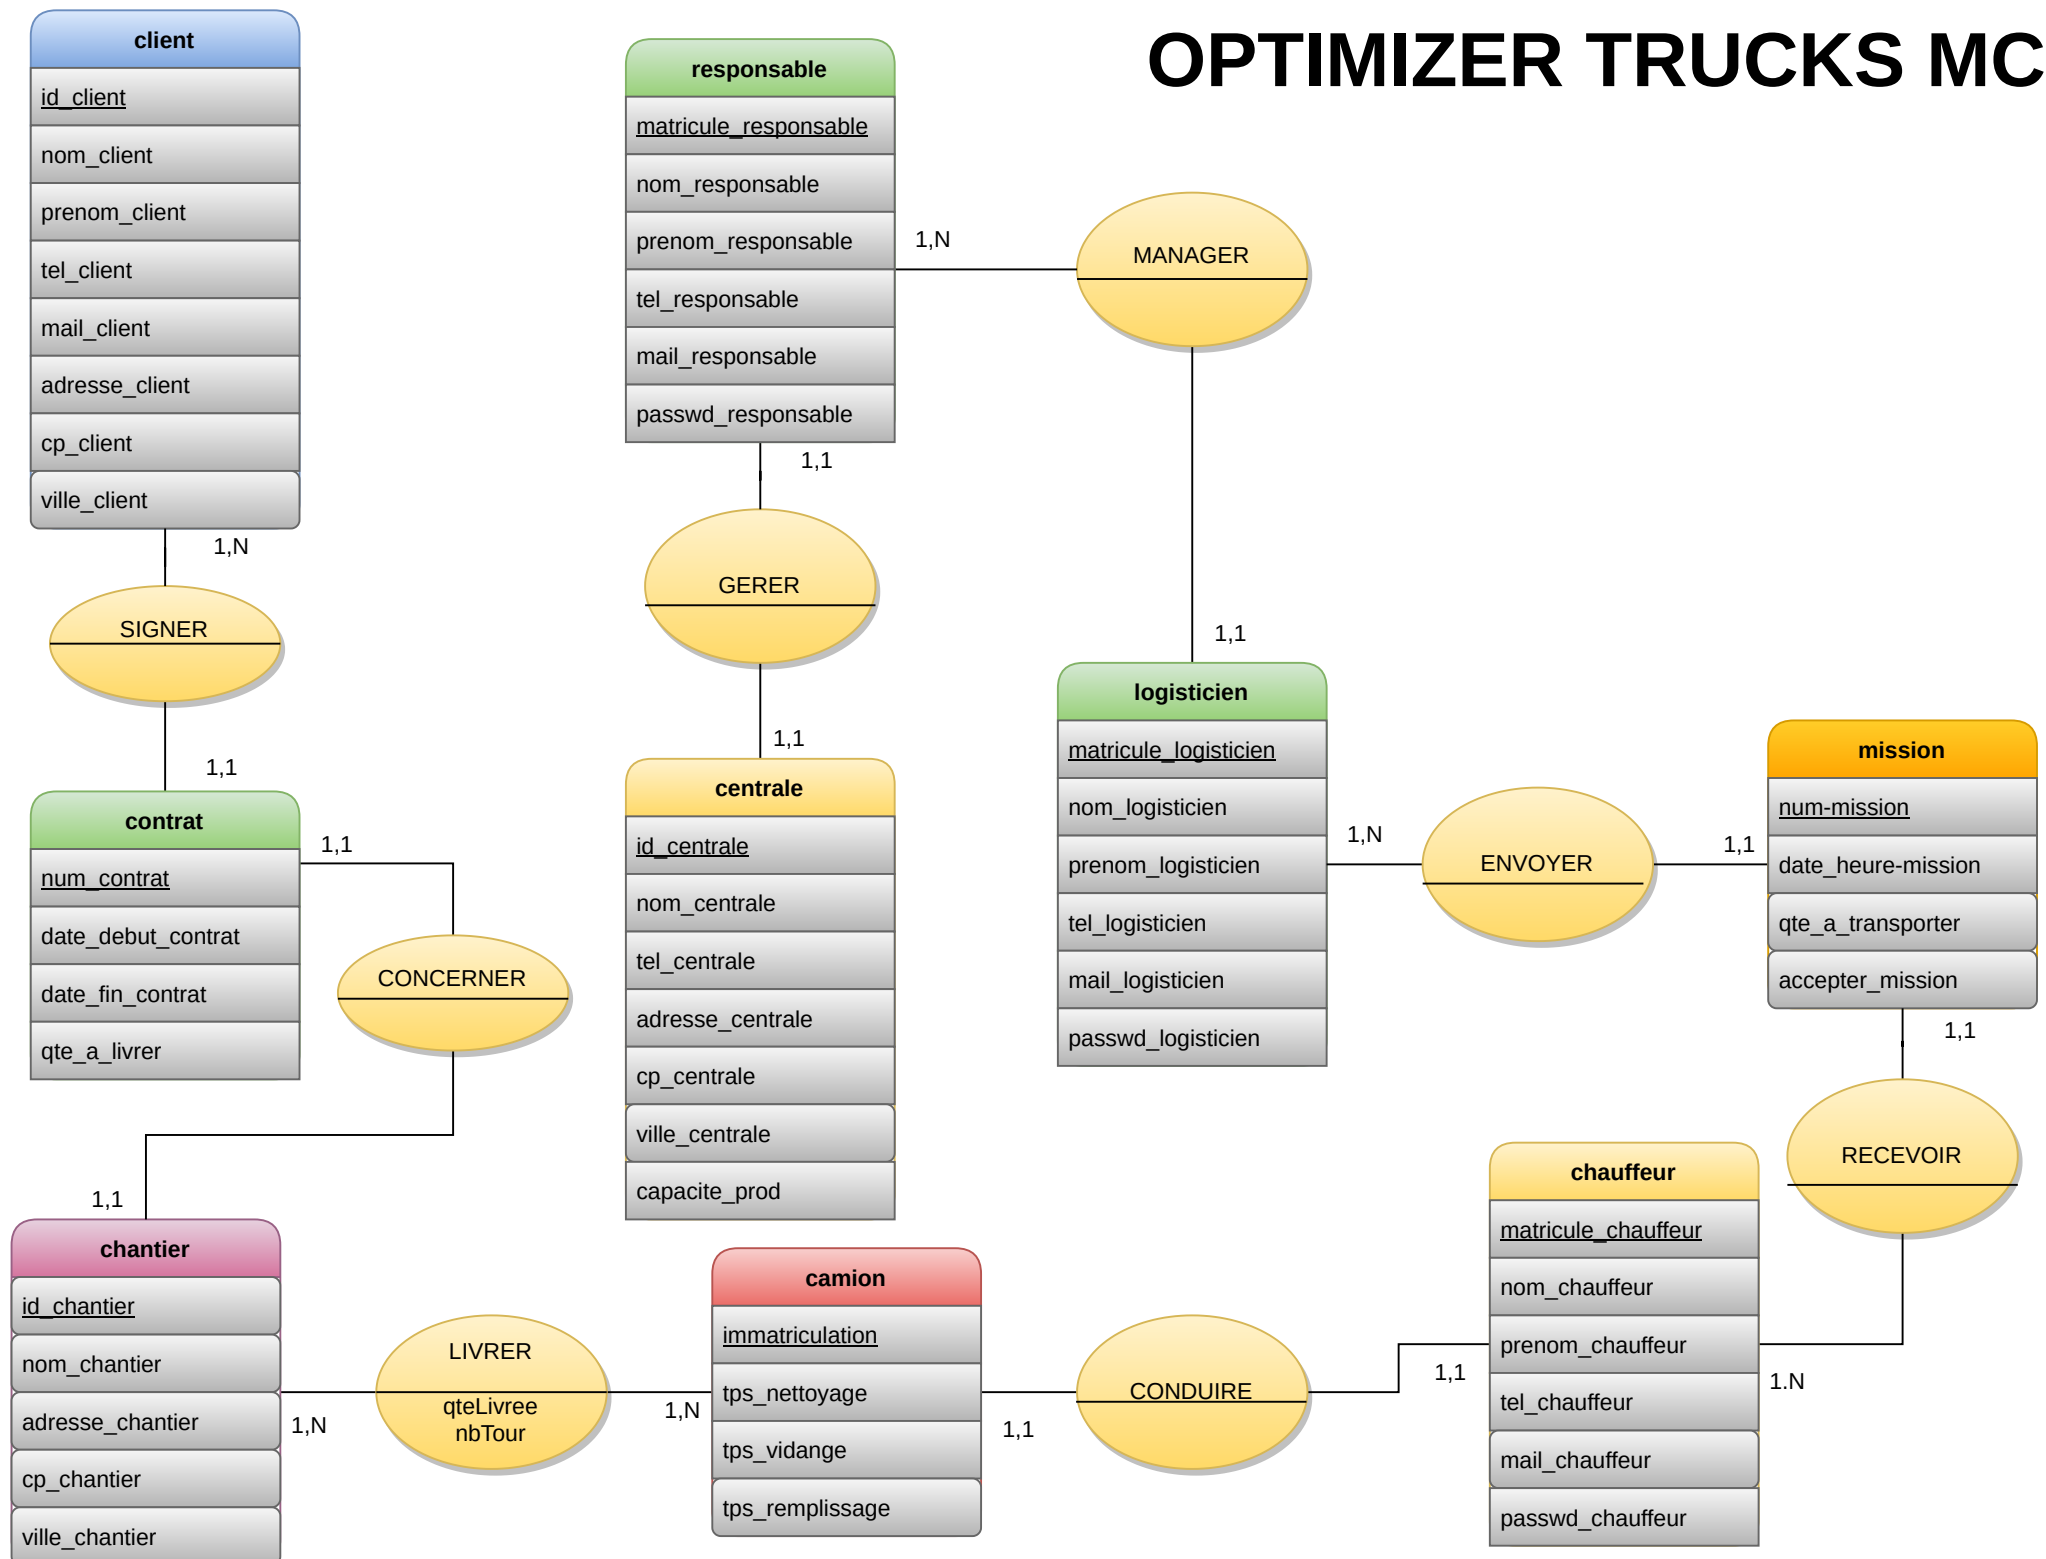 OPTIMIZER TRUCKS MC
client
id_client
nom_client
prenom_client
tel_client
mail_client
adresse_client
cp_client
ville_client
1,N
SIGNER
1,1
contrat
num_contrat
date_debut_contrat
date_fin_contrat
qte_a_livrer
1,1
CONCERNER
1,1
chantier
id_chantier
nom_chantier
adresse_chantier
cp_chantier
ville_chantier
1,N
LIVRER
qteLivree
nbTour
1,N
responsable
matricule_responsable
nom_responsable
prenom_responsable
tel_responsable
mail_responsable
passwd_responsable
1,N
MANAGER
1,1
1,1
GERER
1,1
centrale
id_centrale
nom_centrale
tel_centrale
adresse_centrale
cp_centrale
ville_centrale
capacite_prod
camion
immatriculation
tps_nettoyage
tps_vidange
tps_remplissage
1,1
CONDUIRE
1,1
logisticien
matricule_logisticien
nom_logisticien
prenom_logisticien
tel_logisticien
mail_logisticien
passwd_logisticien
1,N
ENVOYER
1,1
mission
num-mission
date_heure-mission
qte_a_transporter
accepter_mission
1,1
RECEVOIR
1.N
chauffeur
matricule_chauffeur
nom_chauffeur
prenom_chauffeur
tel_chauffeur
mail_chauffeur
passwd_chauffeur